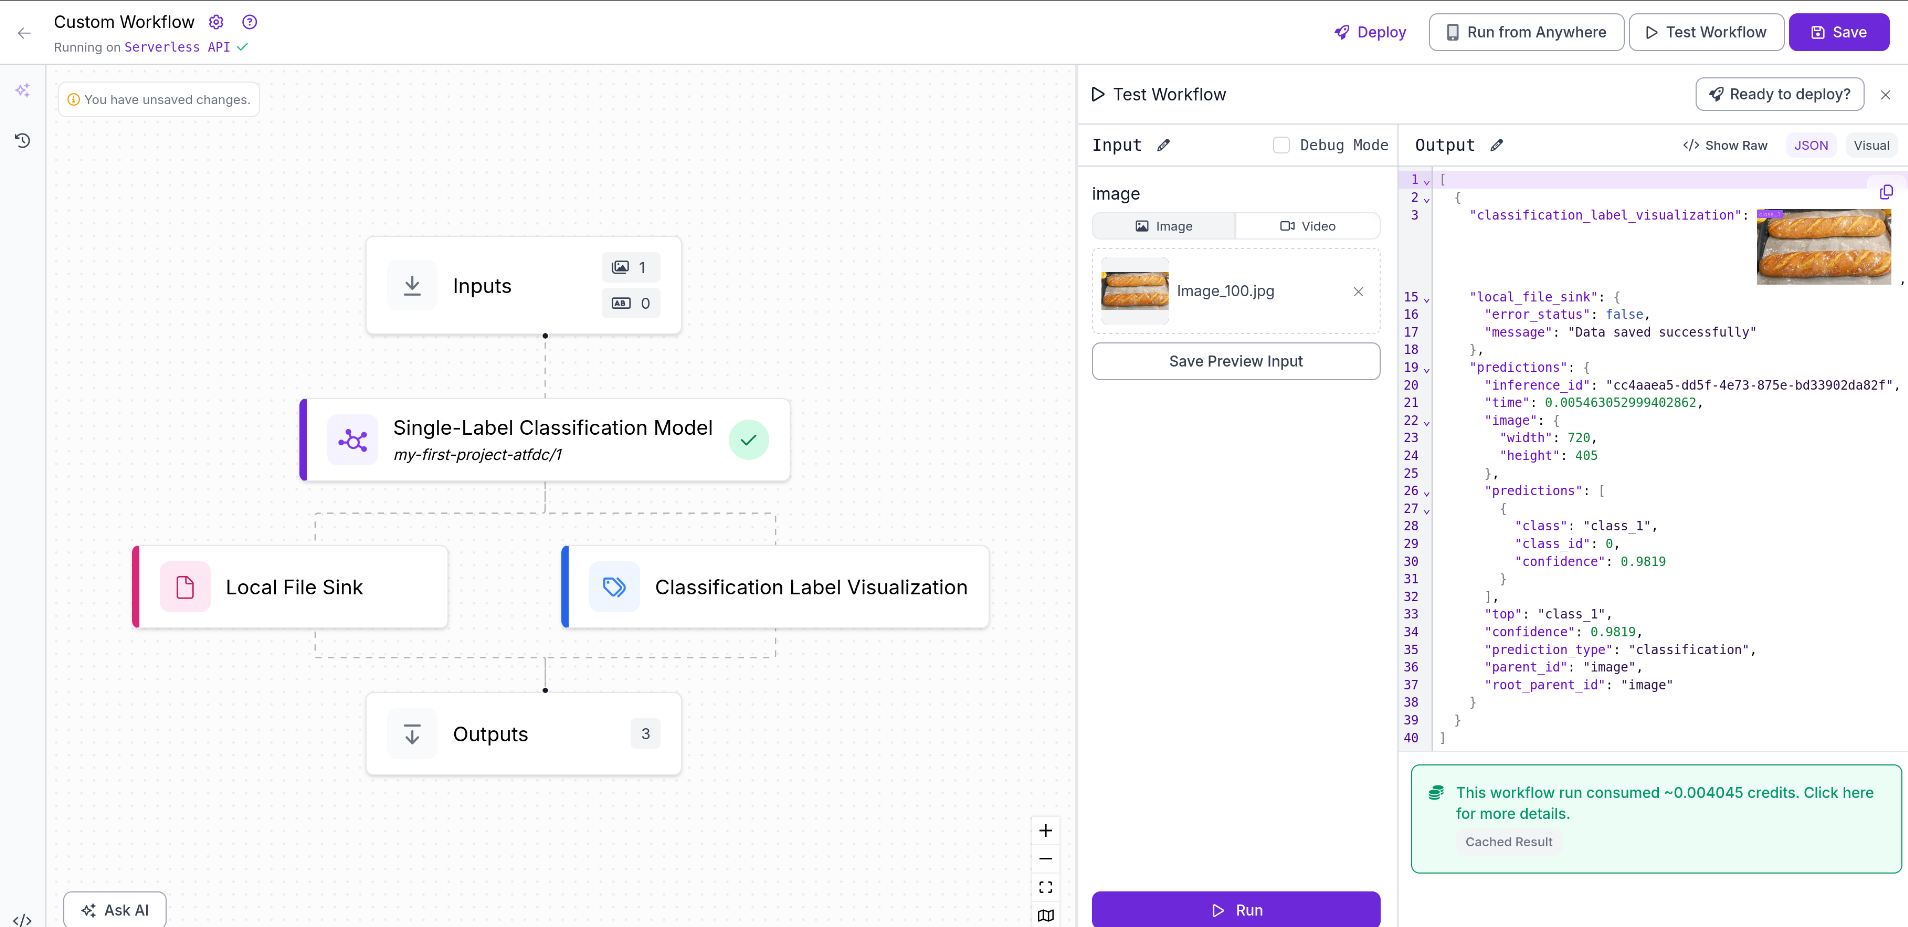 Custom Workflow
Running on Serverless API
Deploy
Run from Anywhere
Test Workflow
Save
You have unsaved changes.
Inputs
1
AB 0
Single-Label Classification Model
my-first-project-atfdc/1
Local File Sink
Classification Label Visualization
Outputs
3
Ask AI
Test Workflow
Ready to deploy?
Input
Debug Mode
image
Image
Video
Image_100.jpg
Save Preview Input
Run
Output
</> Show Raw
JSON
Visual
1 [
2 {
3 "classification_label_visualization": ,
class_1
15 "local_file_sink": {
16 "error_status": false,
17 "message": "Data saved successfully"
18 },
19 "predictions": {
20 "inference_id": "cc4aaea5-dd5f-4e73-875e-bd33902da82f",
21 "time": 0.005463052999402862,
22 "image": {
23 "width": 720,
24 "height": 405
25 },
26 "predictions": [
27 {
28 "class": "class_1",
29 "class_id": 0,
30 "confidence": 0.9819
31 }
32 ],
33 "top": "class_1",
34 "confidence": 0.9819,
35 "prediction_type": "classification",
36 "parent_id": "image",
37 "root_parent_id": "image"
38 }
39 }
40 ]
This workflow run consumed ~0.004045 credits. Click here
for more details.
Cached Result